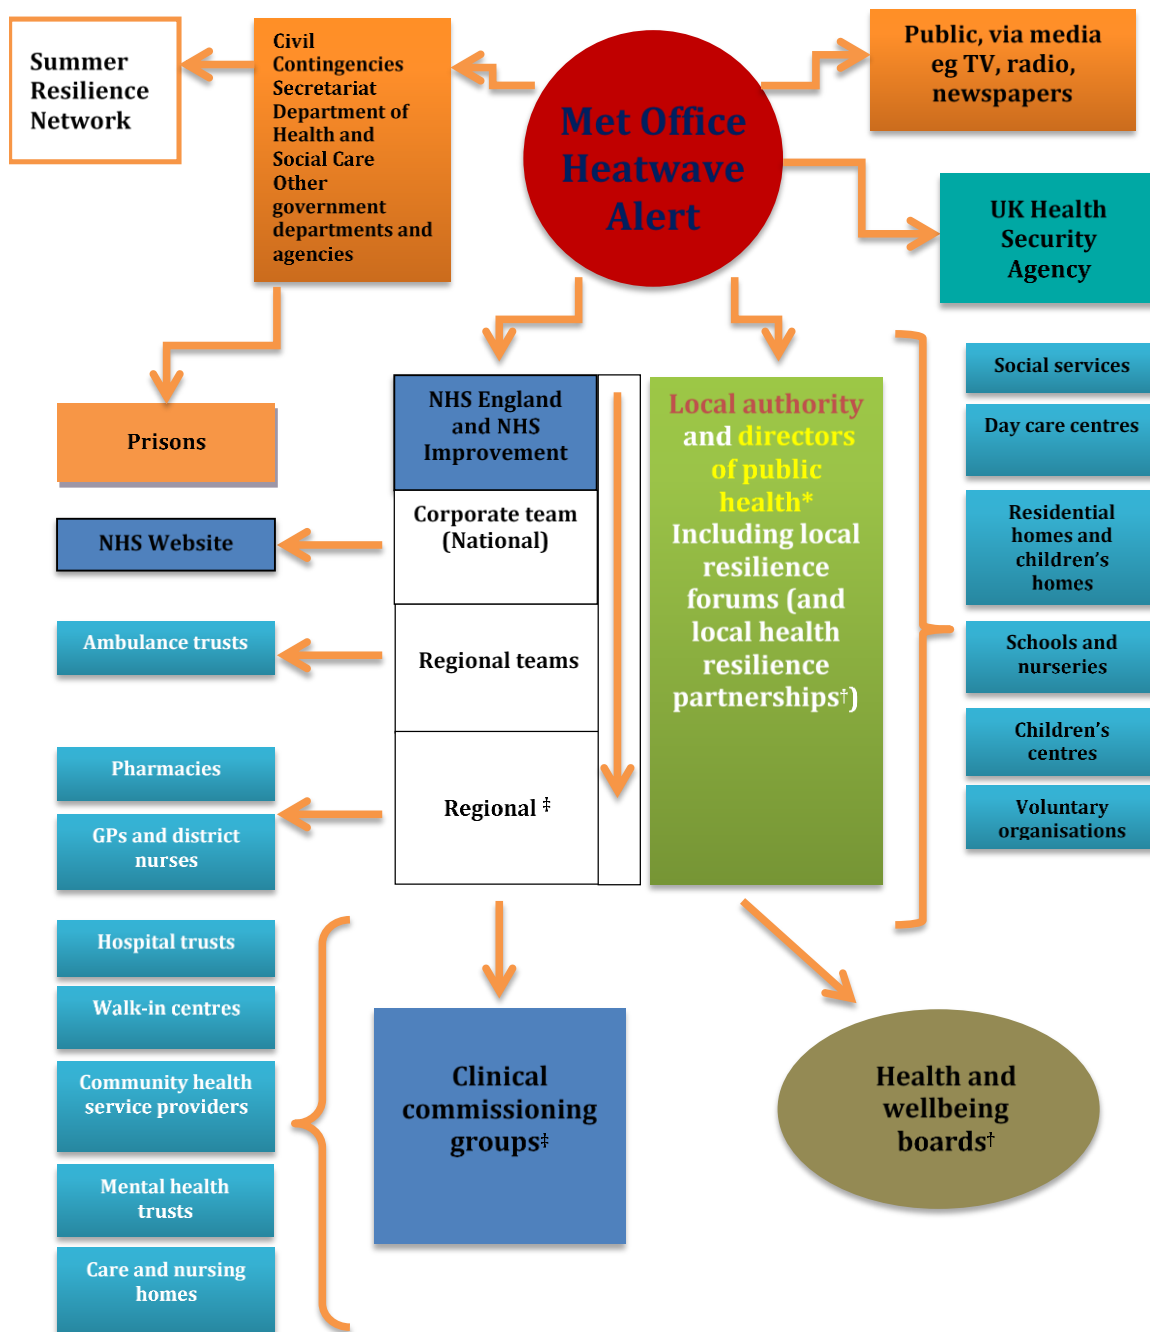 Summer
Resilience
Network
Civil
Contingencies
Secretariat
Department of
Health and
Social Care
Other
government
departments and
agencies
Met Office
Heatwave
Alert
Public, via media
eg TV, radio,
newspapers
UK Health
Security
Agency
Prisons
NHS Website
Ambulance trusts
Pharmacies
GPs and district
nurses
Hospital trusts
Walk-in centres
Community health
service providers
Mental health
trusts
Care and nursing
homes
NHS England
and NHS
Improvement
Corporate team
(National)
Regional teams
Regional ‡
Clinical
commissioning
groups‡
Local authority
and directors
of public
health*
Including local
resilience
forums (and
local health
resilience
partnerships†)
Health and
wellbeing
boards†
Social services
Day care centres
Residential
homes and
children’s
homes
Schools and
nurseries
Children’s
centres
Voluntary
organisations